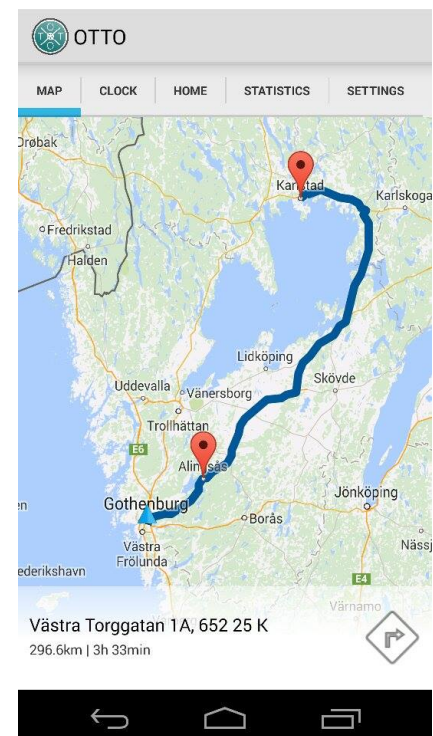 OTTO
MAP CLOCK HOME STATISTICS SETTINGS
Drøbak
Karlstad
Karlskoga
Fredrikstad
Halden
Lidköping
Skövde
Uddevalla
Vänersborg
Trollhättan
E6
Alingsås
Jönköping
Gothenburg
Borås
Västra
Frölunda
Nässj
ederikshavn
E4
Värnamo
Västra Torggatan 1A, 652 25 K
296.6km | 3h 33min